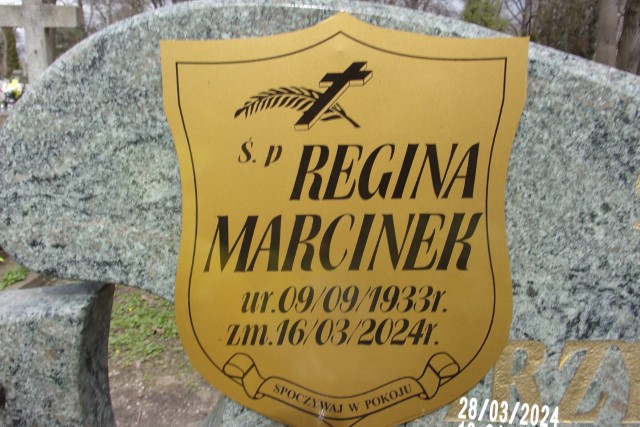 Ś. p REGINA
MARCINEK
ur.09/09/1933r.
zm.16/03/2024r.
SPOCZYWAJ W POKOJU
28/03/2024